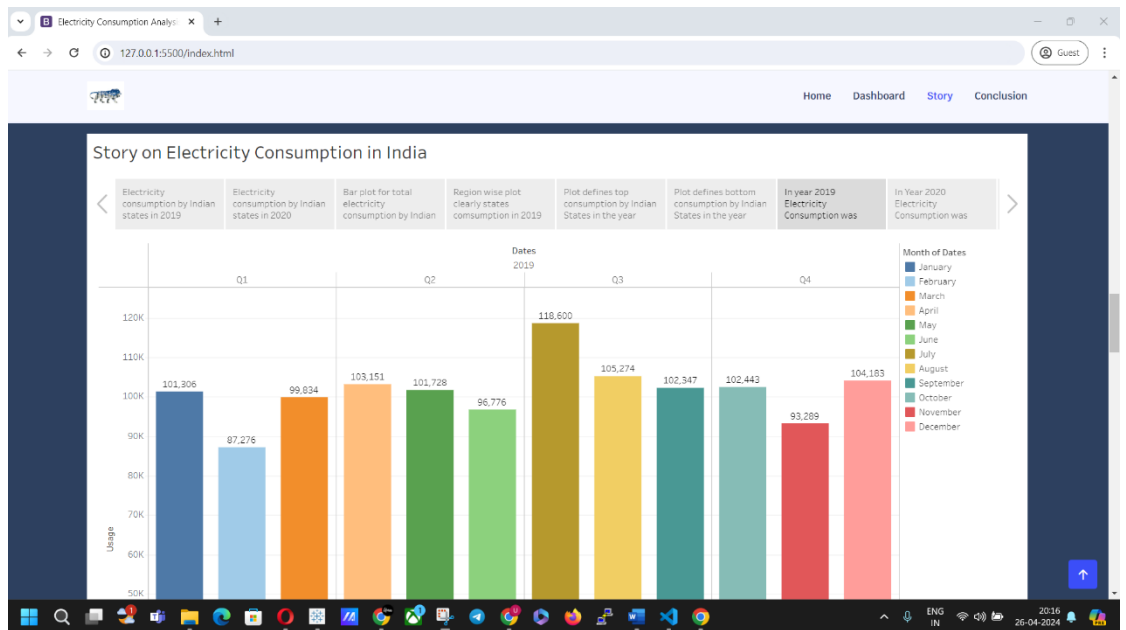 Electricity Consumption Analys
127.0.0.1:5500/index.html
Guest
Home Dashboard Story Conclusion
Story on Electricity Consumption in India
Electricity
consumption by Indian
states in 2019
Electricity
consumption by Indian
states in 2020
Bar plot for total
electricity
consumption by Indian
Region wise plot
clearly states
comsumption in 2019
Plot defines top
consumption by Indian
States in the year
Plot defines bottom
consumption by Indian
States in the year
In year 2019
Electricity
Consumption was
In Year 2020
Electricity
Consumption was
Dates
2019
Q1 Q2 Q3 Q4
120K
110K
100K
90K
80K
70K
60K
50K
Usage
101,306
87,276
99,834
103,151
101,728
96,776
118,600
105,274
102,347
102,443
93,289
104,183
Month of Dates
January
February
March
April
May
June
July
August
September
October
November
December
ENG
IN
20:16
26-04-2024